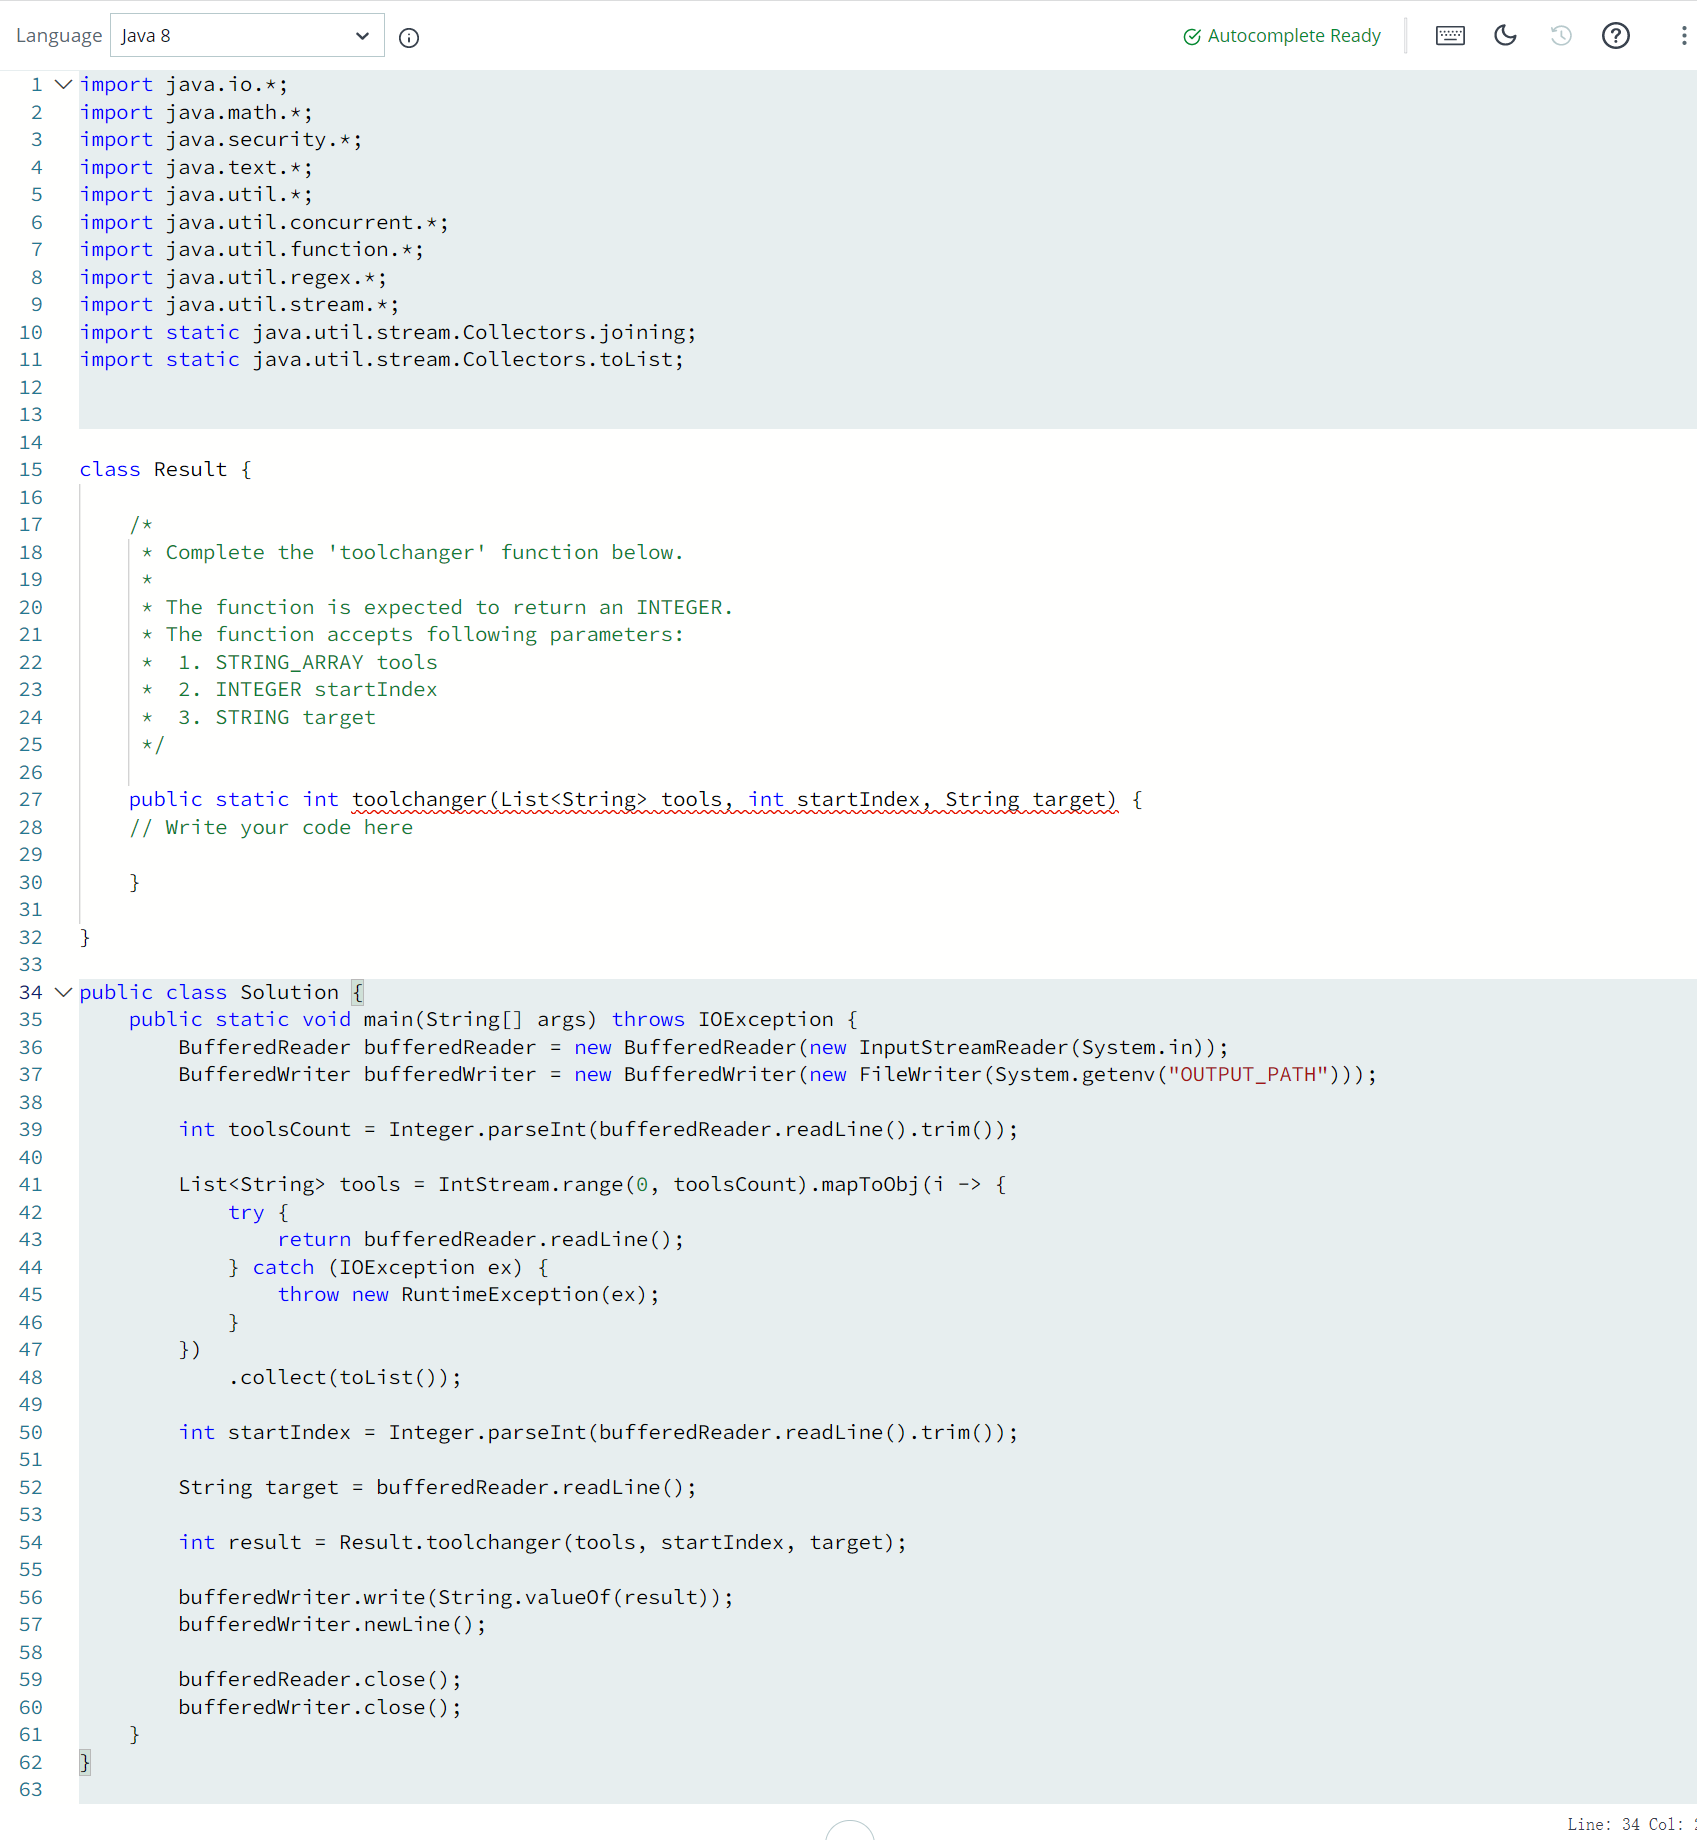 Language Java 8 Autocomplete Ready
1 import java.io.*;
2 import java.math.*;
3 import java.security.*;
4 import java.text.*;
5 import java.util.*;
6 import java.util.concurrent.*;
7 import java.util.function.*;
8 import java.util.regex.*;
9 import java.util.stream.*;
10 import static java.util.stream.Collectors.joining;
11 import static java.util.stream.Collectors.toList;
12
13
14
15 class Result {
16
17     /*
18      * Complete the 'toolchanger' function below.
19      *
20      * The function is expected to return an INTEGER.
21      * The function accepts following parameters:
22      *  1. STRING_ARRAY tools
23      *  2. INTEGER startIndex
24      *  3. STRING target
25      */
26
27     public static int toolchanger(List<String> tools, int startIndex, String target) {
28     // Write your code here
29
30     }
31
32 }
33
34 public class Solution {
35     public static void main(String[] args) throws IOException {
36         BufferedReader bufferedReader = new BufferedReader(new InputStreamReader(System.in));
37         BufferedWriter bufferedWriter = new BufferedWriter(new FileWriter(System.getenv("OUTPUT_PATH")));
38
39         int toolsCount = Integer.parseInt(bufferedReader.readLine().trim());
40
41         List<String> tools = IntStream.range(0, toolsCount).mapToObj(i -> {
42             try {
43                 return bufferedReader.readLine();
44             } catch (IOException ex) {
45                 throw new RuntimeException(ex);
46             }
47         })
48             .collect(toList());
49
50         int startIndex = Integer.parseInt(bufferedReader.readLine().trim());
51
52         String target = bufferedReader.readLine();
53
54         int result = Result.toolchanger(tools, startIndex, target);
55
56         bufferedWriter.write(String.valueOf(result));
57         bufferedWriter.newLine();
58
59         bufferedReader.close();
60         bufferedWriter.close();
61     }
62 }
63
Line: 34 Col: